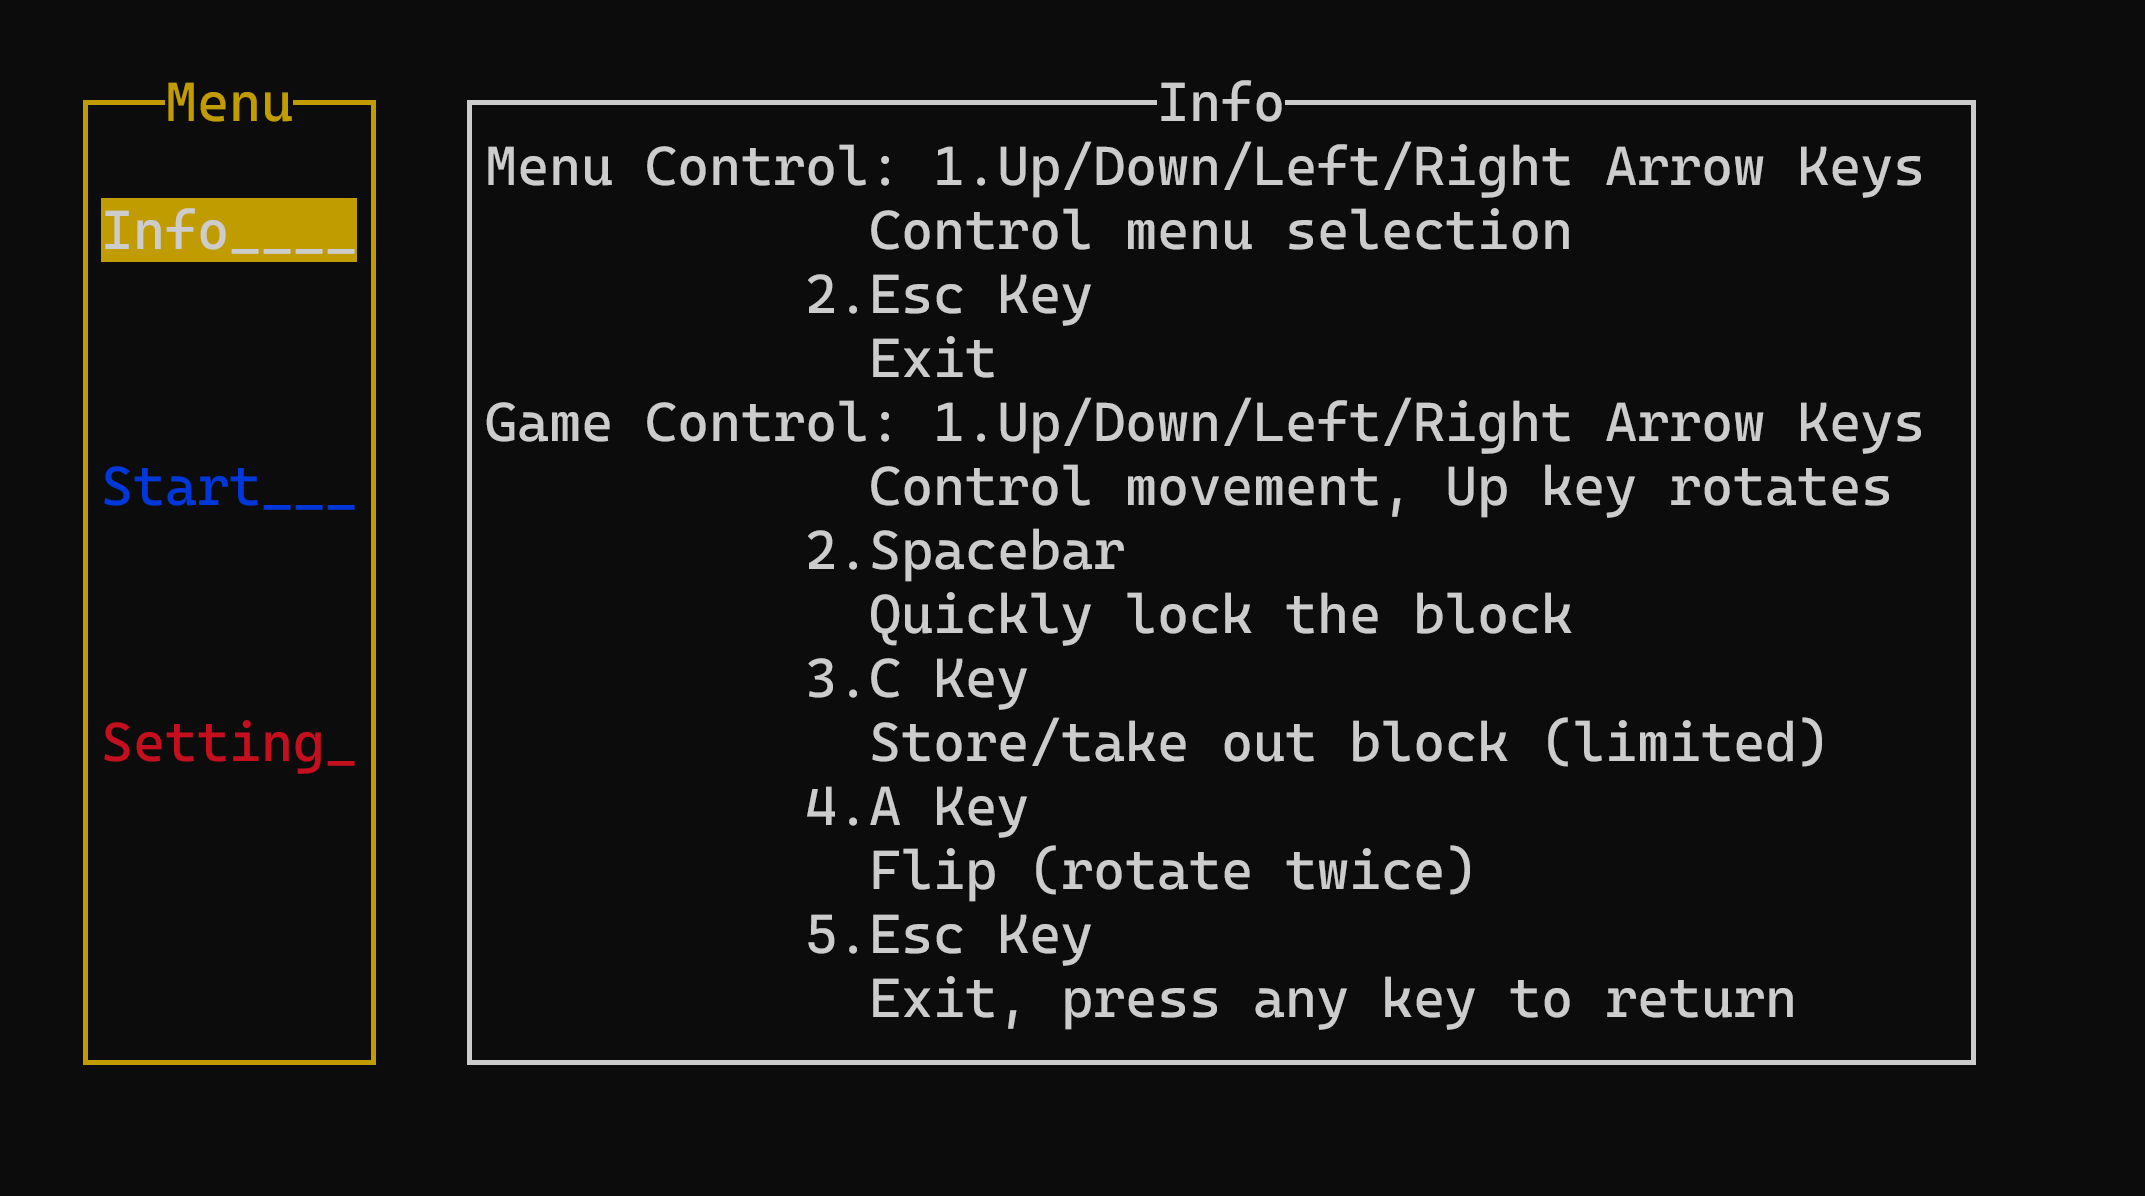 Menu
Info____
Start___
Setting_
Info
Menu Control: 1.Up/Down/Left/Right Arrow Keys
Control menu selection
2.Esc Key
Exit
Game Control: 1.Up/Down/Left/Right Arrow Keys
Control movement, Up key rotates
2.Spacebar
Quickly lock the block
3.C Key
Store/take out block (limited)
4.A Key
Flip (rotate twice)
5.Esc Key
Exit, press any key to return